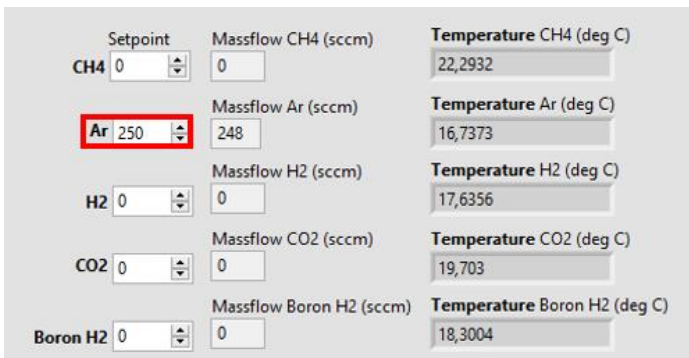 Setpoint Massflow CH4 (sccm) Temperature CH4 (deg C)
CH4 0 0 22,2932
Massflow Ar (sccm) Temperature Ar (deg C)
Ar 250 248 16,7373
Massflow H2 (sccm) Temperature H2 (deg C)
H2 0 0 17,6356
Massflow CO2 (sccm) Temperature CO2 (deg C)
CO2 0 0 19,703
Massflow Boron H2 (sccm) Temperature Boron H2 (deg C)
Boron H2 0 0 18,3004